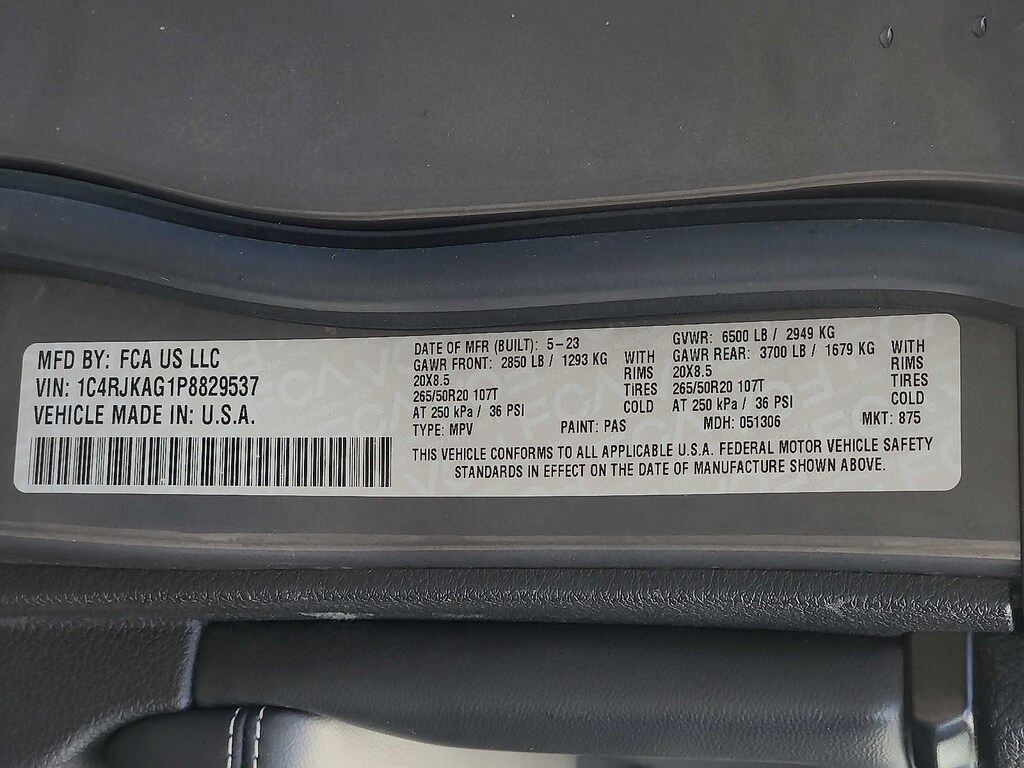 MFD BY: FCA US LLC
VIN: 1C4RJKAG1P8829537
VEHICLE MADE IN: U.S.A.
DATE OF MFR (BUILT): 5-23
GAWR FRONT: 2850 LB / 1293 KG WITH
20X8.5 RIMS
265/50R20 107T TIRES
AT 250 kPa / 36 PSI COLD
TYPE: MPV PAINT: PAS
GVWR: 6500 LB / 2949 KG
GAWR REAR: 3700 LB / 1679 KG WITH
20X8.5 RIMS
265/50R20 107T TIRES
AT 250 kPa / 36 PSI COLD
MDH: 051306 MKT: 875
THIS VEHICLE CONFORMS TO ALL APPLICABLE U.S.A. FEDERAL MOTOR VEHICLE SAFETY
STANDARDS IN EFFECT ON THE DATE OF MANUFACTURE SHOWN ABOVE.